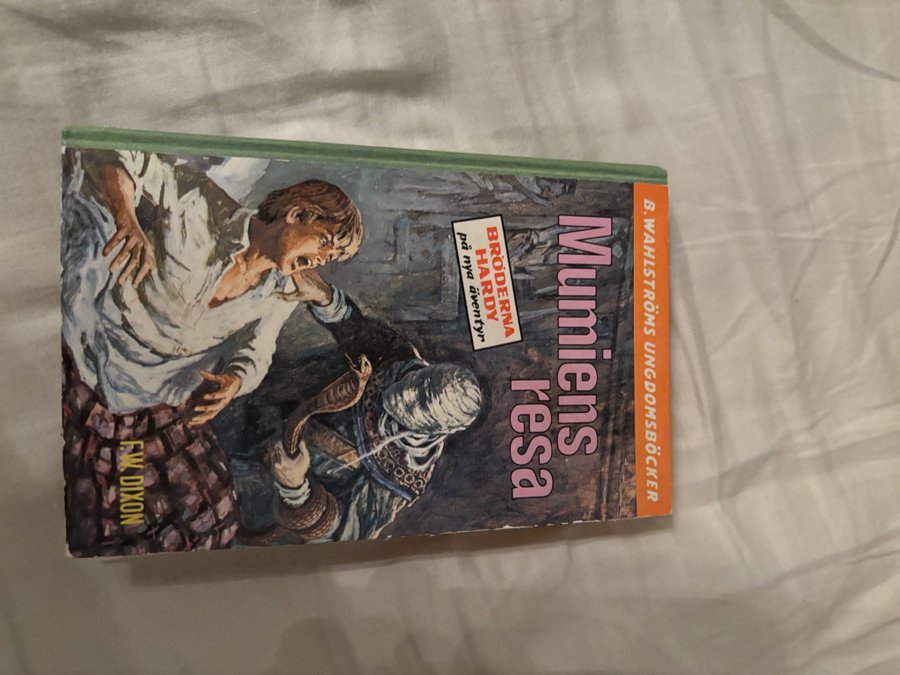 B. WAHLSTRÖMS UNGDOMSBÖCKER
Mumiens
resa
BRÖDERNA
HARDY
på nya äventyr
F.W. DIXON